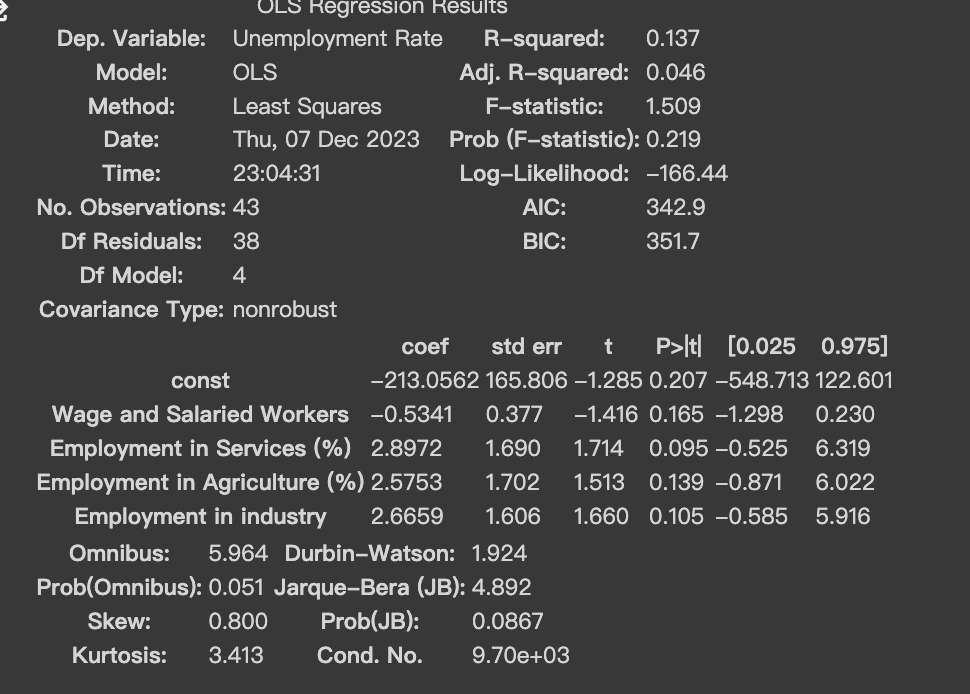 OLS Regression Results
Dep. Variable: Unemployment Rate R-squared: 0.137
Model: OLS Adj. R-squared: 0.046
Method: Least Squares F-statistic: 1.509
Date: Thu, 07 Dec 2023 Prob (F-statistic): 0.219
Time: 23:04:31 Log-Likelihood: -166.44
No. Observations: 43 AIC: 342.9
Df Residuals: 38 BIC: 351.7
Df Model: 4
Covariance Type: nonrobust
coef std err t P>|t| [0.025 0.975]
const -213.0562 165.806 -1.285 0.207 -548.713 122.601
Wage and Salaried Workers -0.5341 0.377 -1.416 0.165 -1.298 0.230
Employment in Services (%) 2.8972 1.690 1.714 0.095 -0.525 6.319
Employment in Agriculture (%) 2.5753 1.702 1.513 0.139 -0.871 6.022
Employment in industry 2.6659 1.606 1.660 0.105 -0.585 5.916
Omnibus: 5.964 Durbin-Watson: 1.924
Prob(Omnibus): 0.051 Jarque-Bera (JB): 4.892
Skew: 0.800 Prob(JB): 0.0867
Kurtosis: 3.413 Cond. No. 9.70e+03